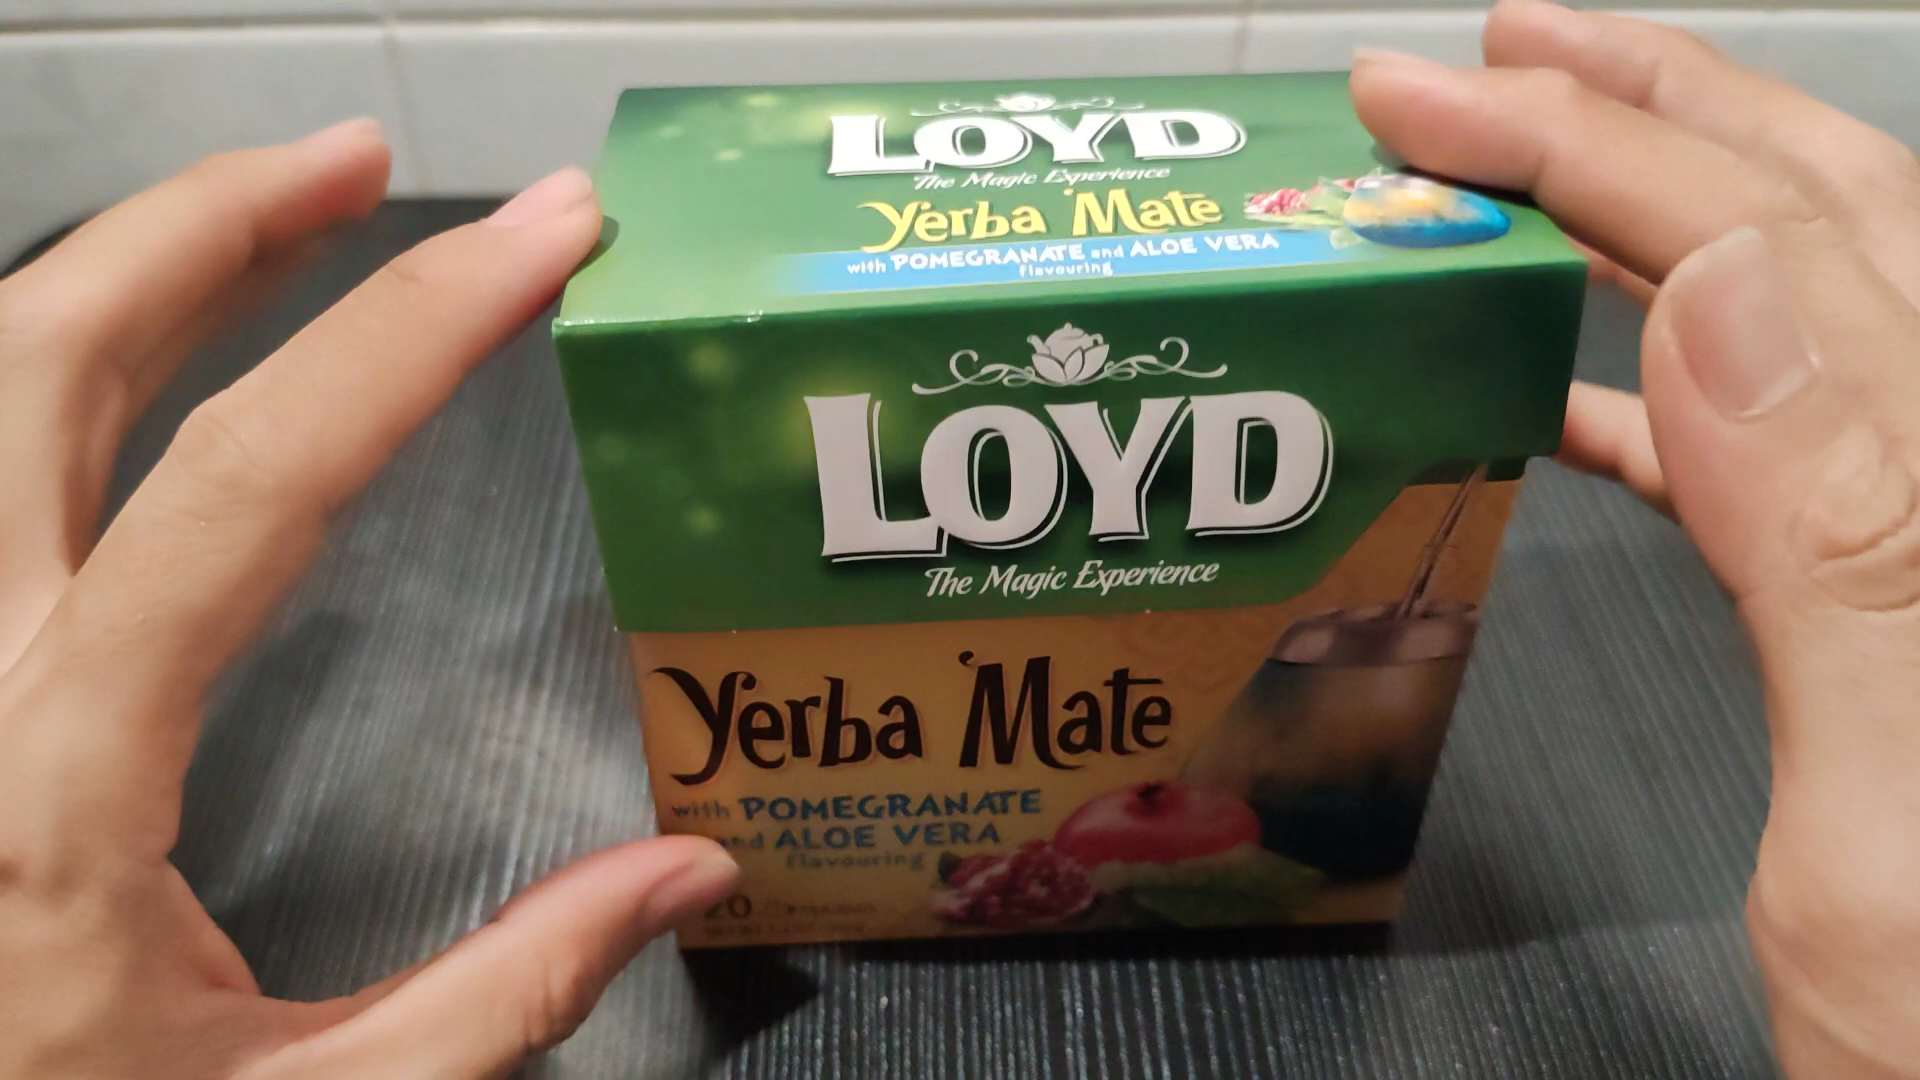 LOYD
The Magic Experience
Yerba Mate
with POMEGRANATE and ALOE VERA
flavouring
LOYD
The Magic Experience
Yerba Mate
with POMEGRANATE
and ALOE VERA
flavouring
20